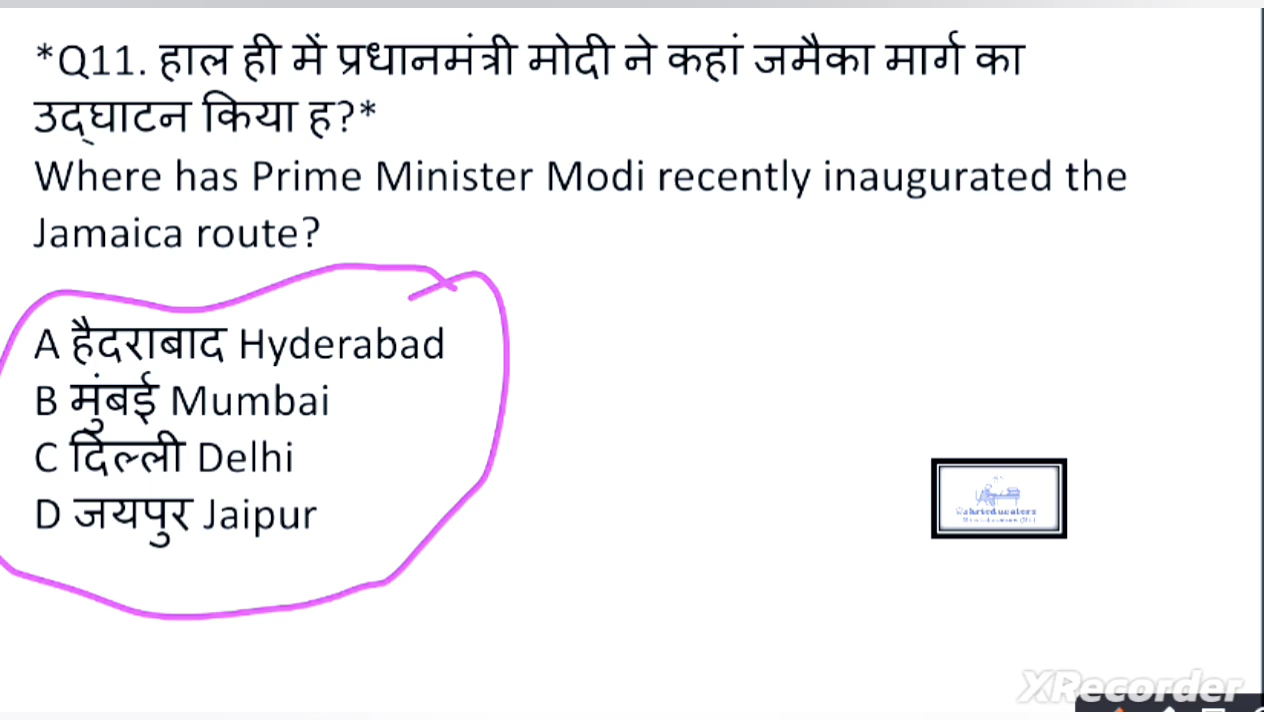 *Q11. हाल ही में प्रधानमंत्री मोदी ने कहां जमैका मार्ग का
उद्घाटन किया ह?*
Where has Prime Minister Modi recently inaugurated the
Jamaica route?
A हैदराबाद Hyderabad
B मुंबई Mumbai
C दिल्ली Delhi
D जयपुर Jaipur
XRecorder